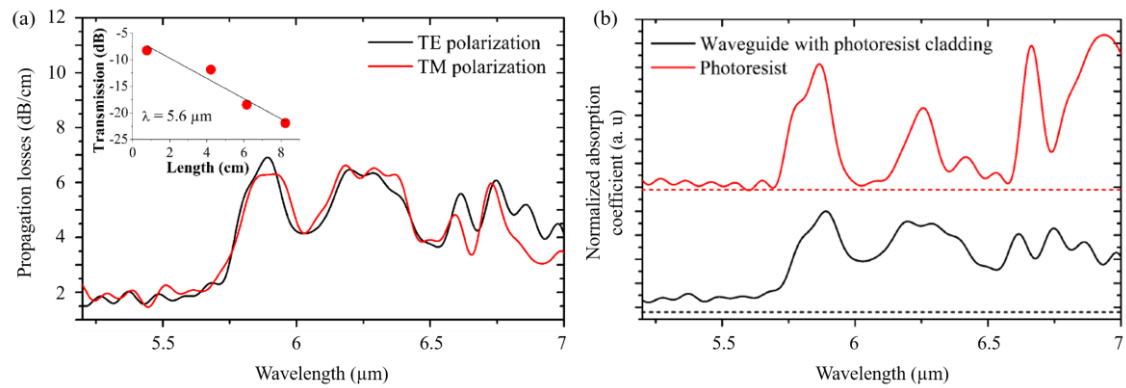 (a)
12
10
8
6
4
2
Propagation losses (dB/cm)
TE polarization
TM polarization
-5
-10
-15
-20
-25
Transmission (dB)
λ = 5.6 µm
0 2 4 6 8
Length (cm)
5.5 6 6.5 7
Wavelength (µm)
(b)
Normalized absorption
coefficient (a. u)
Waveguide with photoresist cladding
Photoresist
5.5 6 6.5 7
Wavelength (µm)